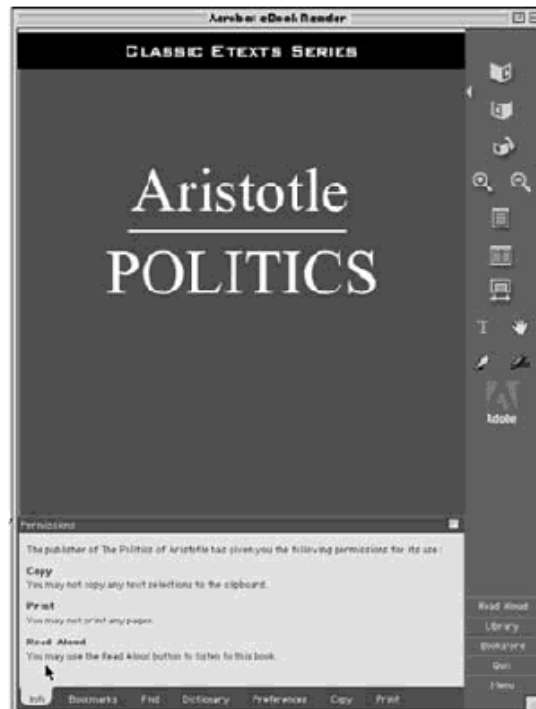 Acrobat eBook Reader
CLASSIC ETEXTS SERIES
Aristotle
POLITICS
T
Adobe
Permissions
The publisher of The Politics of Aristotle has given you the following permissions for its use :
Copy
You may not copy any text selections to the clipboard.
Print
You may not print any pages.
Read Aloud
You may use the Read Aloud button to listen to this book.
Read Aloud
Library
Bookstore
Quit
Menu
Info Bookmarks Find Dictionary Preferences Copy Print